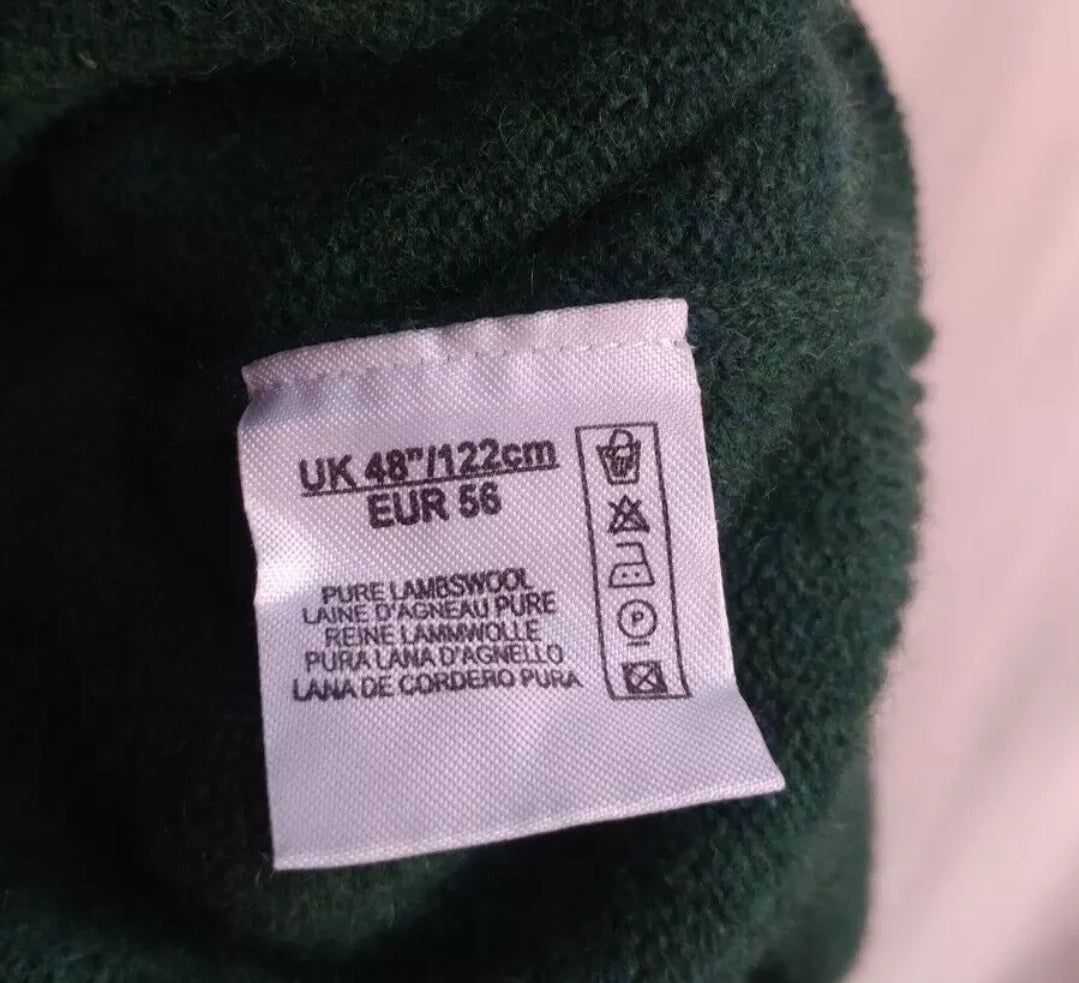 UK 48"/122cm
EUR 56
PURE LAMBSWOOL
LAINE D'AGNEAU PURE
REINE LAMMWOLLE
PURA LANA D'AGNELLO
LANA DE CORDERO PURA
P